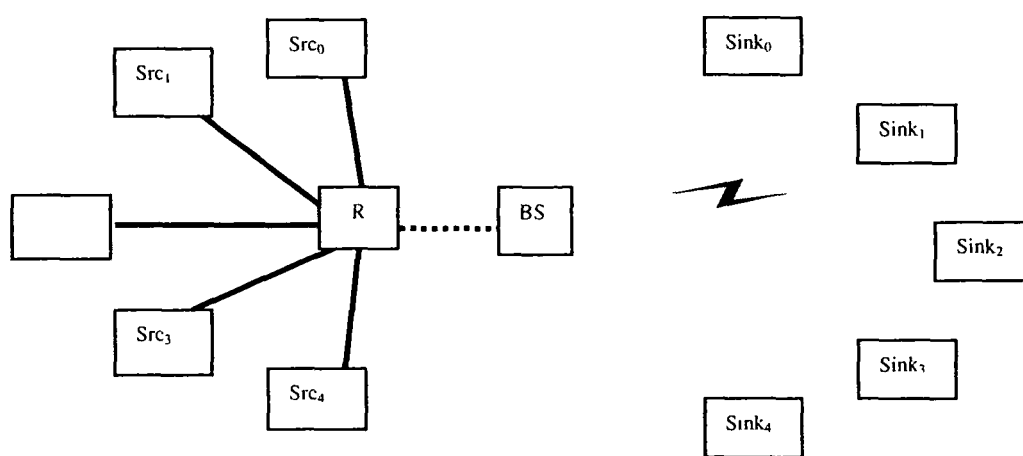 Src₀
Sink₀
Src₁
Sink₁
R
BS
Sink₂
Src₃
Sink₃
Src₄
Sink₄